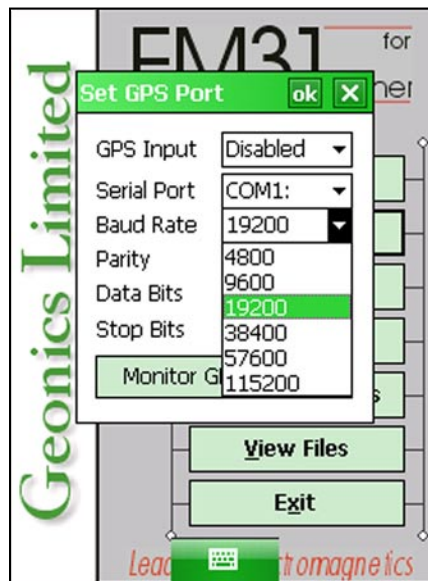 Geonics Limited
EM31
for
Set GPS Port ok
GPS Input Disabled
Serial Port COM1:
Baud Rate 19200
Parity
4800
9600
Data Bits
19200
Stop Bits
38400
57600
115200
Monitor
View Files
Exit